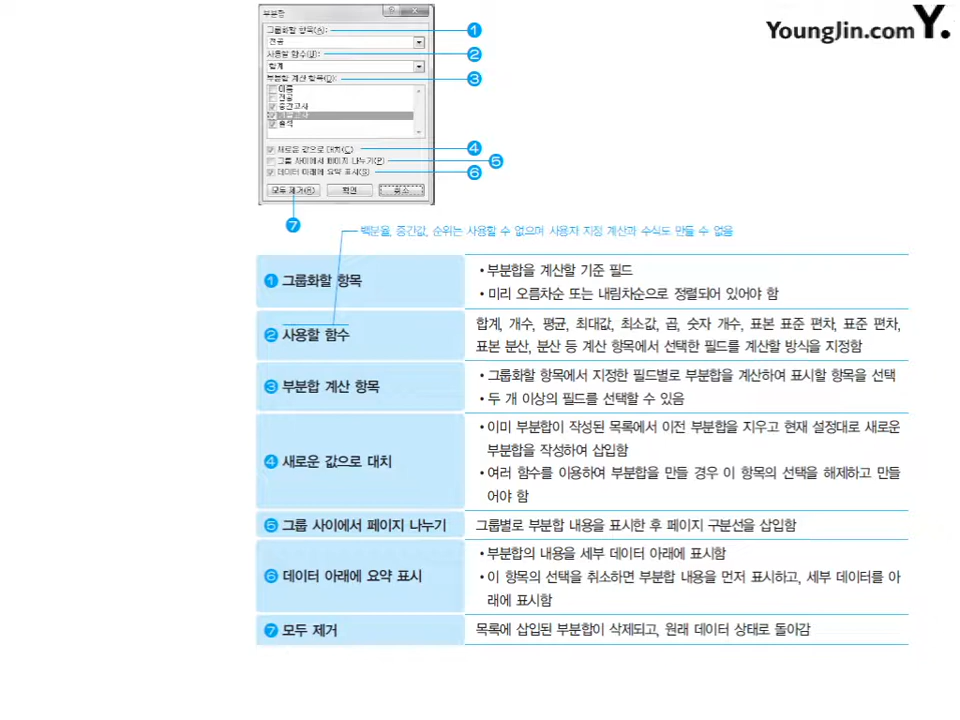 YoungJin.com Y.
부분합
그룹화할 항목(A):
❶
전공
사용할 함수(U):
❷
합계
부분합 계산 항목(D):
❸
이름
전공
중간고사
출석
새로운 값으로 대치(C)
❹
그룹 사이에서 페이지 나누기(P)
❺
데이터 아래에 요약 표시(S)
❻
모두 제거(R) 확인 취소
❼
백분율, 중간값, 순위는 사용할 수 없으며 사용자 지정 계산과 수식도 만들 수 없음
❶ 그룹화할 항목
• 부분합을 계산할 기준 필드
• 미리 오름차순 또는 내림차순으로 정렬되어 있어야 함
❷ 사용할 함수
합계, 개수, 평균, 최대값, 최소값, 곱, 숫자 개수, 표본 표준 편차, 표준 편차,
표본 분산, 분산 등 계산 항목에서 선택한 필드를 계산할 방식을 지정함
❸ 부분합 계산 항목
• 그룹화할 항목에서 지정한 필드별로 부분합을 계산하여 표시할 항목을 선택
• 두 개 이상의 필드를 선택할 수 있음
❹ 새로운 값으로 대치
• 이미 부분합이 작성된 목록에서 이전 부분합을 지우고 현재 설정대로 새로운
부분합을 작성하여 삽입함
• 여러 함수를 이용하여 부분합을 만들 경우 이 항목의 선택을 해제하고 만들
어야 함
❺ 그룹 사이에서 페이지 나누기
그룹별로 부분합 내용을 표시한 후 페이지 구분선을 삽입함
❻ 데이터 아래에 요약 표시
• 부분합의 내용을 세부 데이터 아래에 표시함
• 이 항목의 선택을 취소하면 부분합 내용을 먼저 표시하고, 세부 데이터를 아
래에 표시함
❼ 모두 제거
목록에 삽입된 부분합이 삭제되고, 원래 데이터 상태로 돌아감